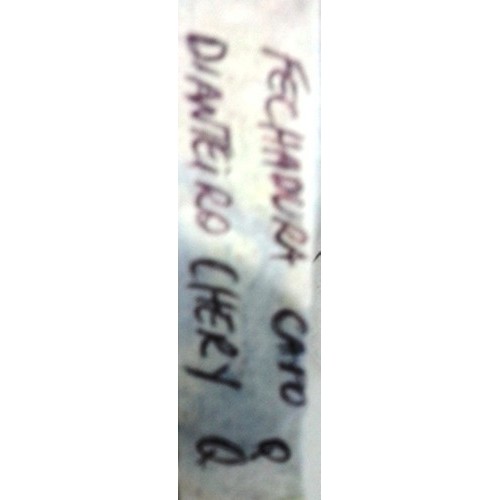 FECHADURA CAPO Q
DIANTEIRO CHERY Q